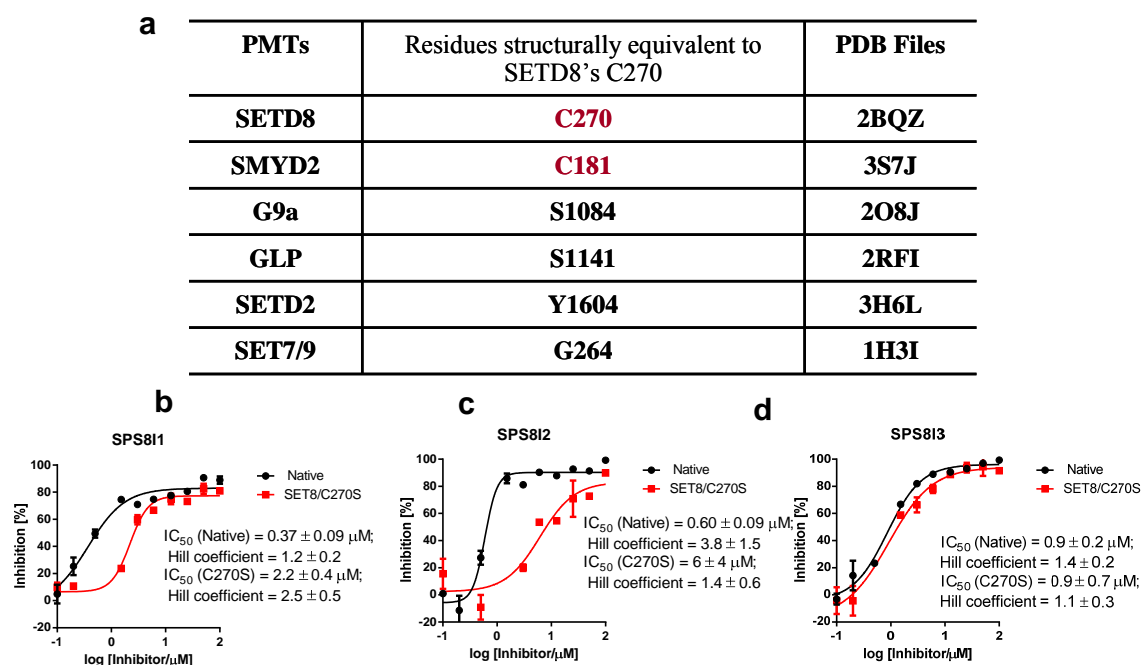 a
PMTs Residues structurally equivalent to SETD8’s C270 PDB Files
SETD8 C270 2BQZ
SMYD2 C181 3S7J
G9a S1084 2O8J
GLP S1141 2RFI
SETD2 Y1604 3H6L
SET7/9 G264 1H3I
b
SPS8I1
Inhibition [%]
100
80
60
40
20
0
-20
-1 0 1 2
log [Inhibitor/µM]
Native
SET8/C270S
IC50 (Native) = 0.37 ± 0.09 µM;
Hill coefficient = 1.2 ± 0.2
IC50 (C270S) = 2.2 ± 0.4 µM;
Hill coefficient = 2.5 ± 0.5
c
SPS8I2
Inhibition [%]
100
80
60
40
20
0
-20
-1 0 1 2
log [Inhibitor/µM]
Native
SET8/C270S
IC50 (Native) = 0.60 ± 0.09 µM;
Hill coefficient = 3.8 ± 1.5
IC50 (C270S) = 6 ± 4 µM;
Hill coefficient = 1.4 ± 0.6
d
SPS8I3
Inhibition [%]
100
80
60
40
20
0
-20
-1 0 1 2
log [Inhibitor/µM]
Native
SET8/C270S
IC50 (Native) = 0.9 ± 0.2 µM;
Hill coefficient = 1.4 ± 0.2
IC50 (C270S) = 0.9 ± 0.7 µM;
Hill coefficient = 1.1 ± 0.3